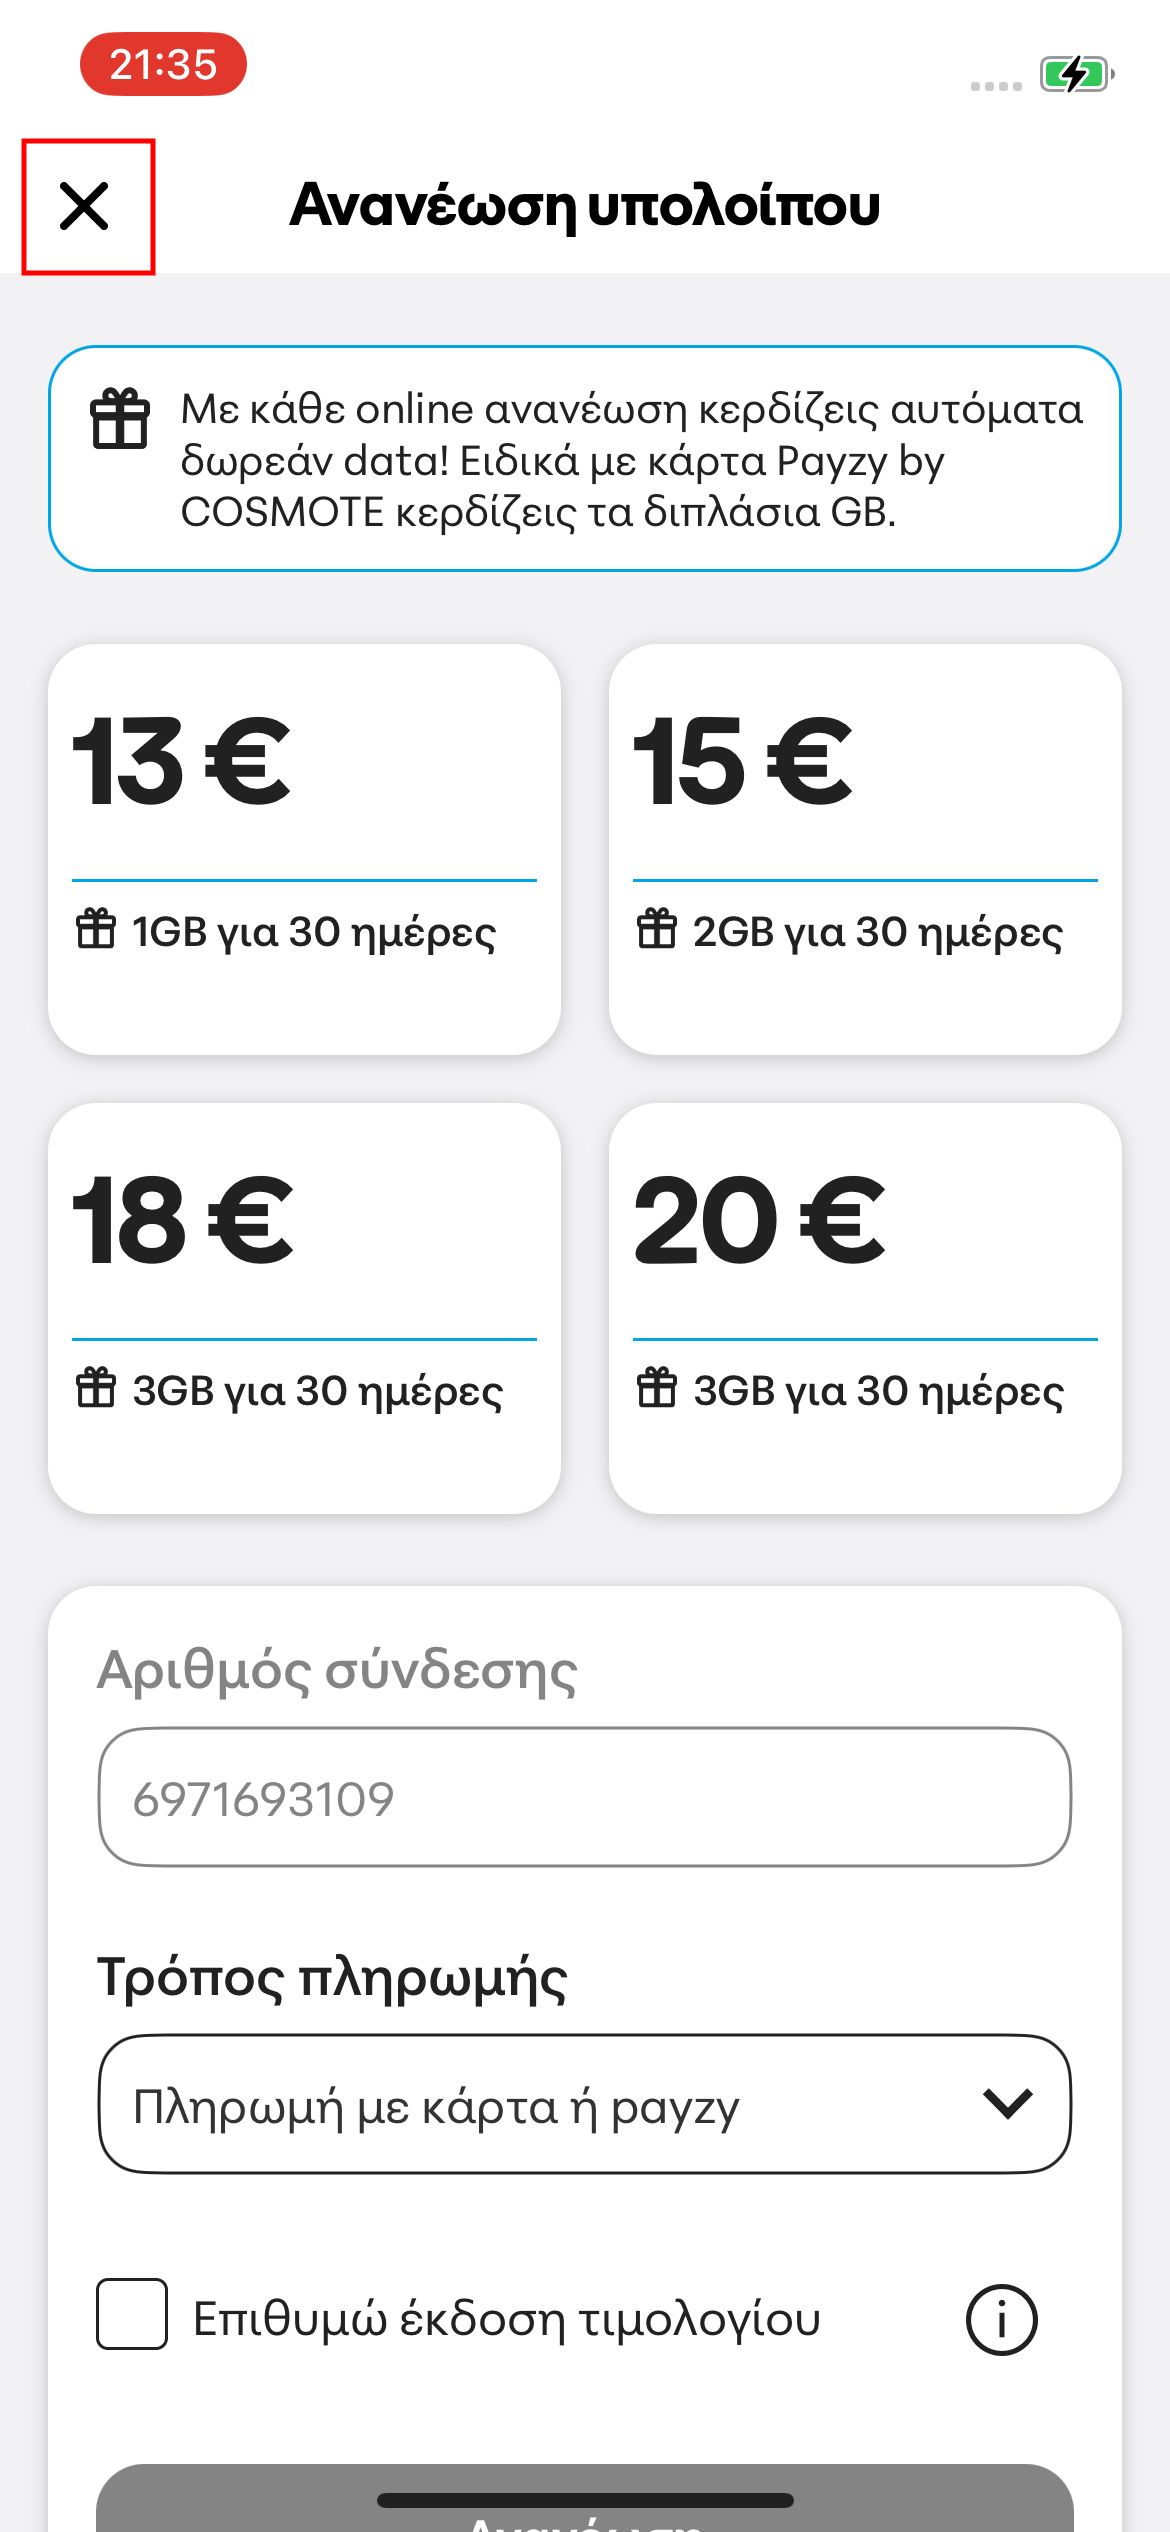 21:35
Ανανέωση υπολοίπου
Με κάθε online ανανέωση κερδίζεις αυτόματα
δωρεάν data! Ειδικά με κάρτα Payzy by
COSMOTE κερδίζεις τα διπλάσια GB.
13 €
1GB για 30 ημέρες
15 €
2GB για 30 ημέρες
18 €
3GB για 30 ημέρες
20 €
3GB για 30 ημέρες
Αριθμός σύνδεσης
6971693109
Τρόπος πληρωμής
Πληρωμή με κάρτα ή payzy
Επιθυμώ έκδοση τιμολογίου
Ανανέωση